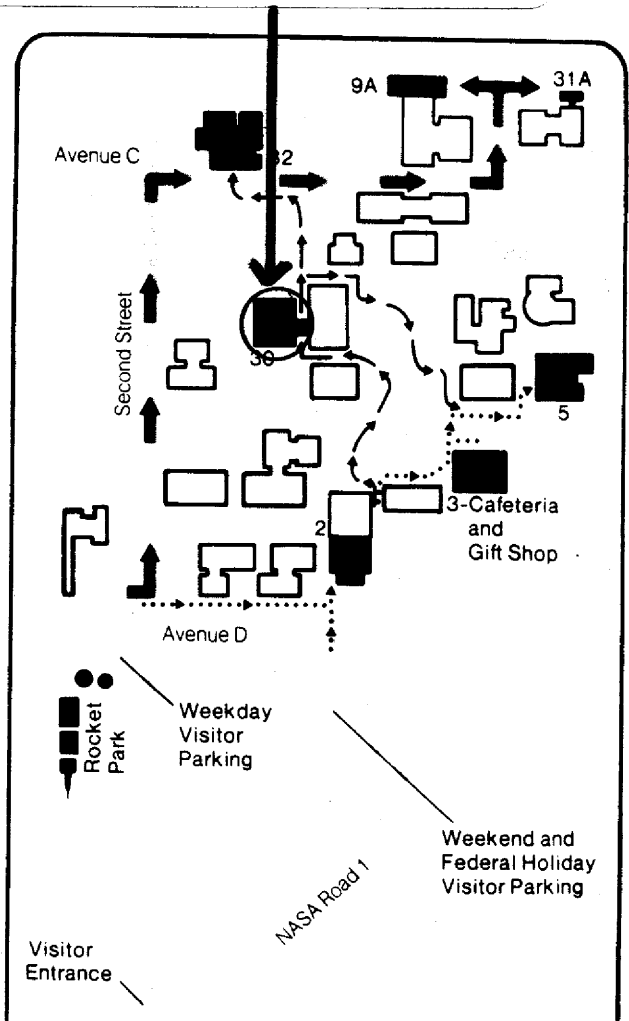 9A
31A
Avenue C
32
Second Street
30
5
3-Cafeteria
and
Gift Shop
2
Avenue D
Rocket
Park
Weekday
Visitor
Parking
Weekend and
Federal Holiday
Visitor Parking
NASA Road 1
Visitor
Entrance